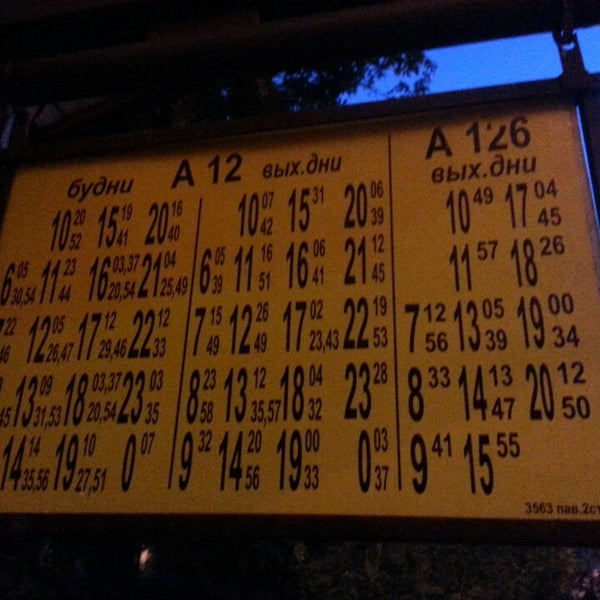 А 12 А 126
будни вых.дни вых.дни
10 20 52 15 19 41 20 16 40 10 07 42 15 31 20 06 39 10 49 17 04 45
6 05 30,54 11 23 44 16 03,37 20,54 21 04 25,49 6 05 39 11 16 51 16 06 41 21 12 45 11 57 18 26
22 46 12 05 26,47 17 12 29,46 22 12 33 7 15 49 12 26 49 17 02 23,43 22 19 53 7 12 56 13 05 39 19 00 34
45 13 09 31,53 18 03,37 20,54 23 03 35 8 23 58 13 12 35,57 18 04 32 23 28 8 33 14 13 47 20 12 50
14 14 35,56 19 10 27,51 0 07 9 32 14 20 56 19 00 33 0 03 37 9 41 15 55
3563 пав.2ст